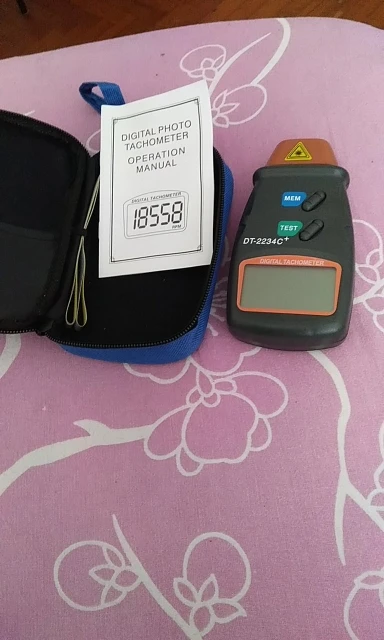 DIGITAL PHOTO
TACHOMETER
OPERATION
MANUAL
DIGITAL TACHOMETER
18558
RPM
MEM
TEST
DT-2234C+
DIGITAL TACHOMETER